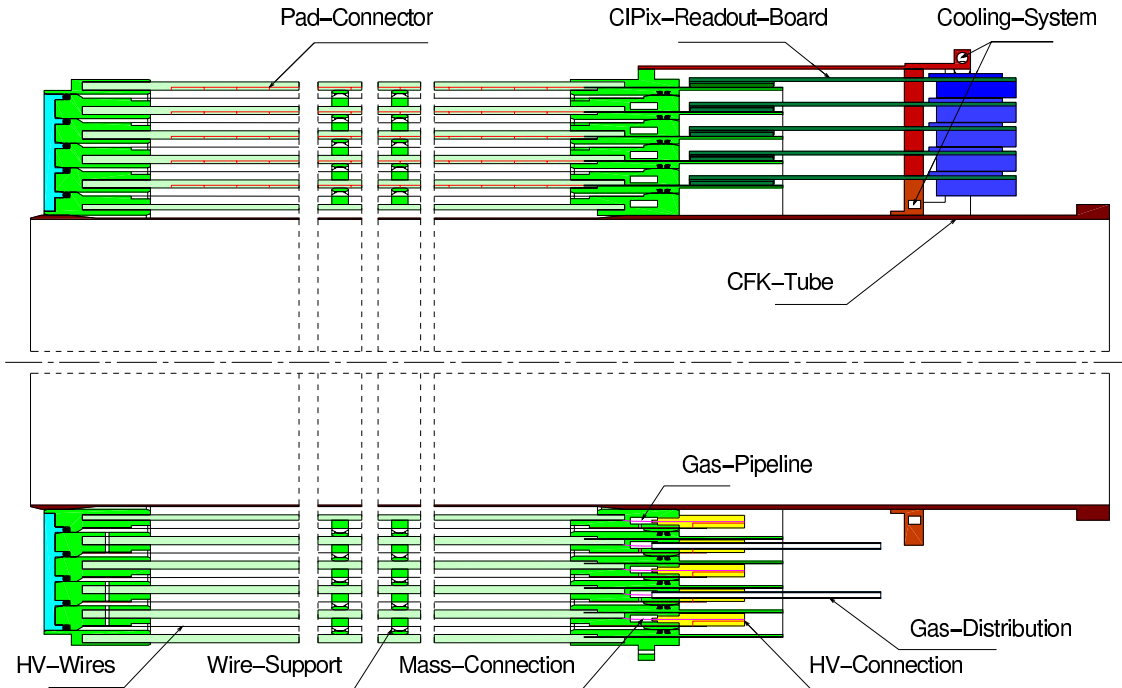 Pad–Connector
CIPix–Readout–Board
Cooling–System
CFK–Tube
Gas–Pipeline
Gas–Distribution
HV–Wires
Wire–Support
Mass–Connection
HV–Connection